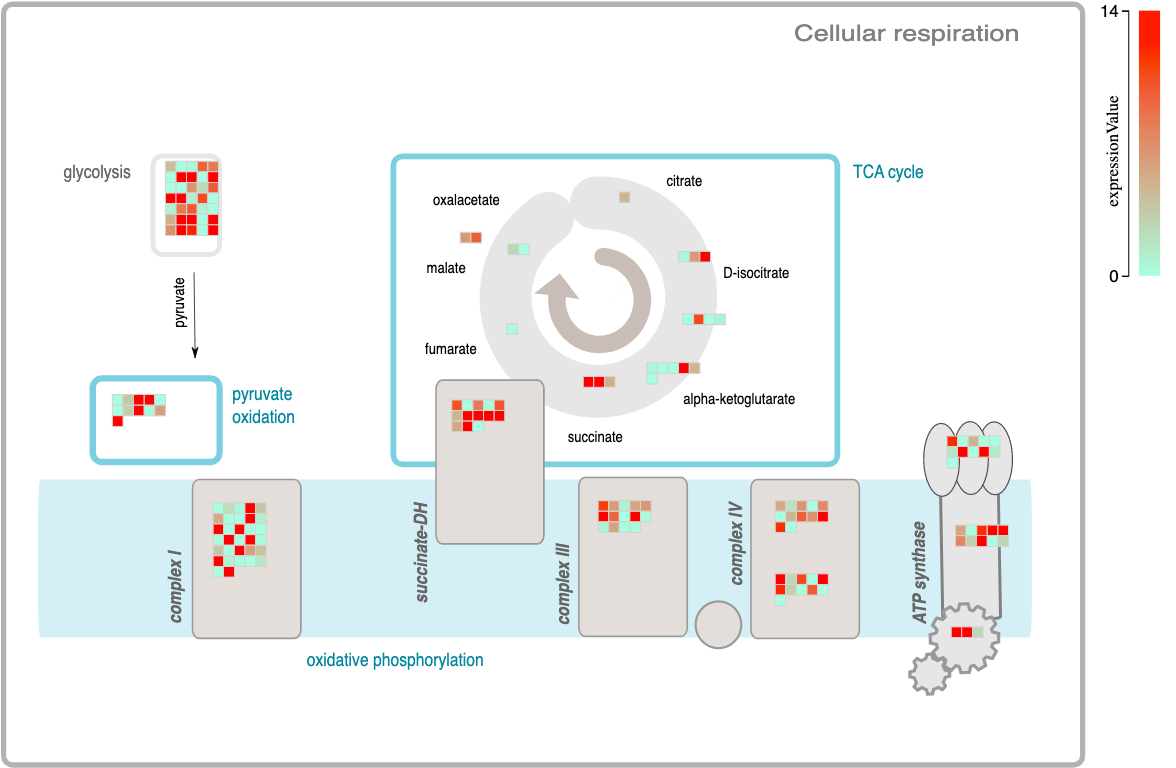 Cellular respiration
14
expressionValue
0
glycolysis
pyruvate
pyruvate
oxidation
TCA cycle
citrate
oxalacetate
malate
D-isocitrate
fumarate
alpha-ketoglutarate
succinate
complex I
succinate-DH
complex III
complex IV
ATP synthase
oxidative phosphorylation